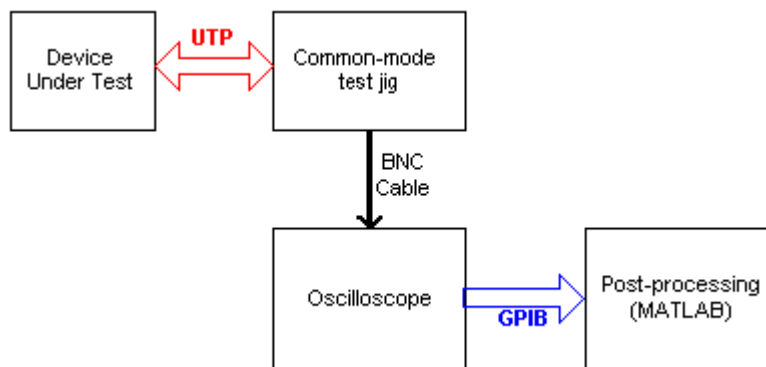 Device
Under Test
UTP
Common-mode
test jig
BNC
Cable
Oscilloscope
GPIB
Post-processing
(MATLAB)